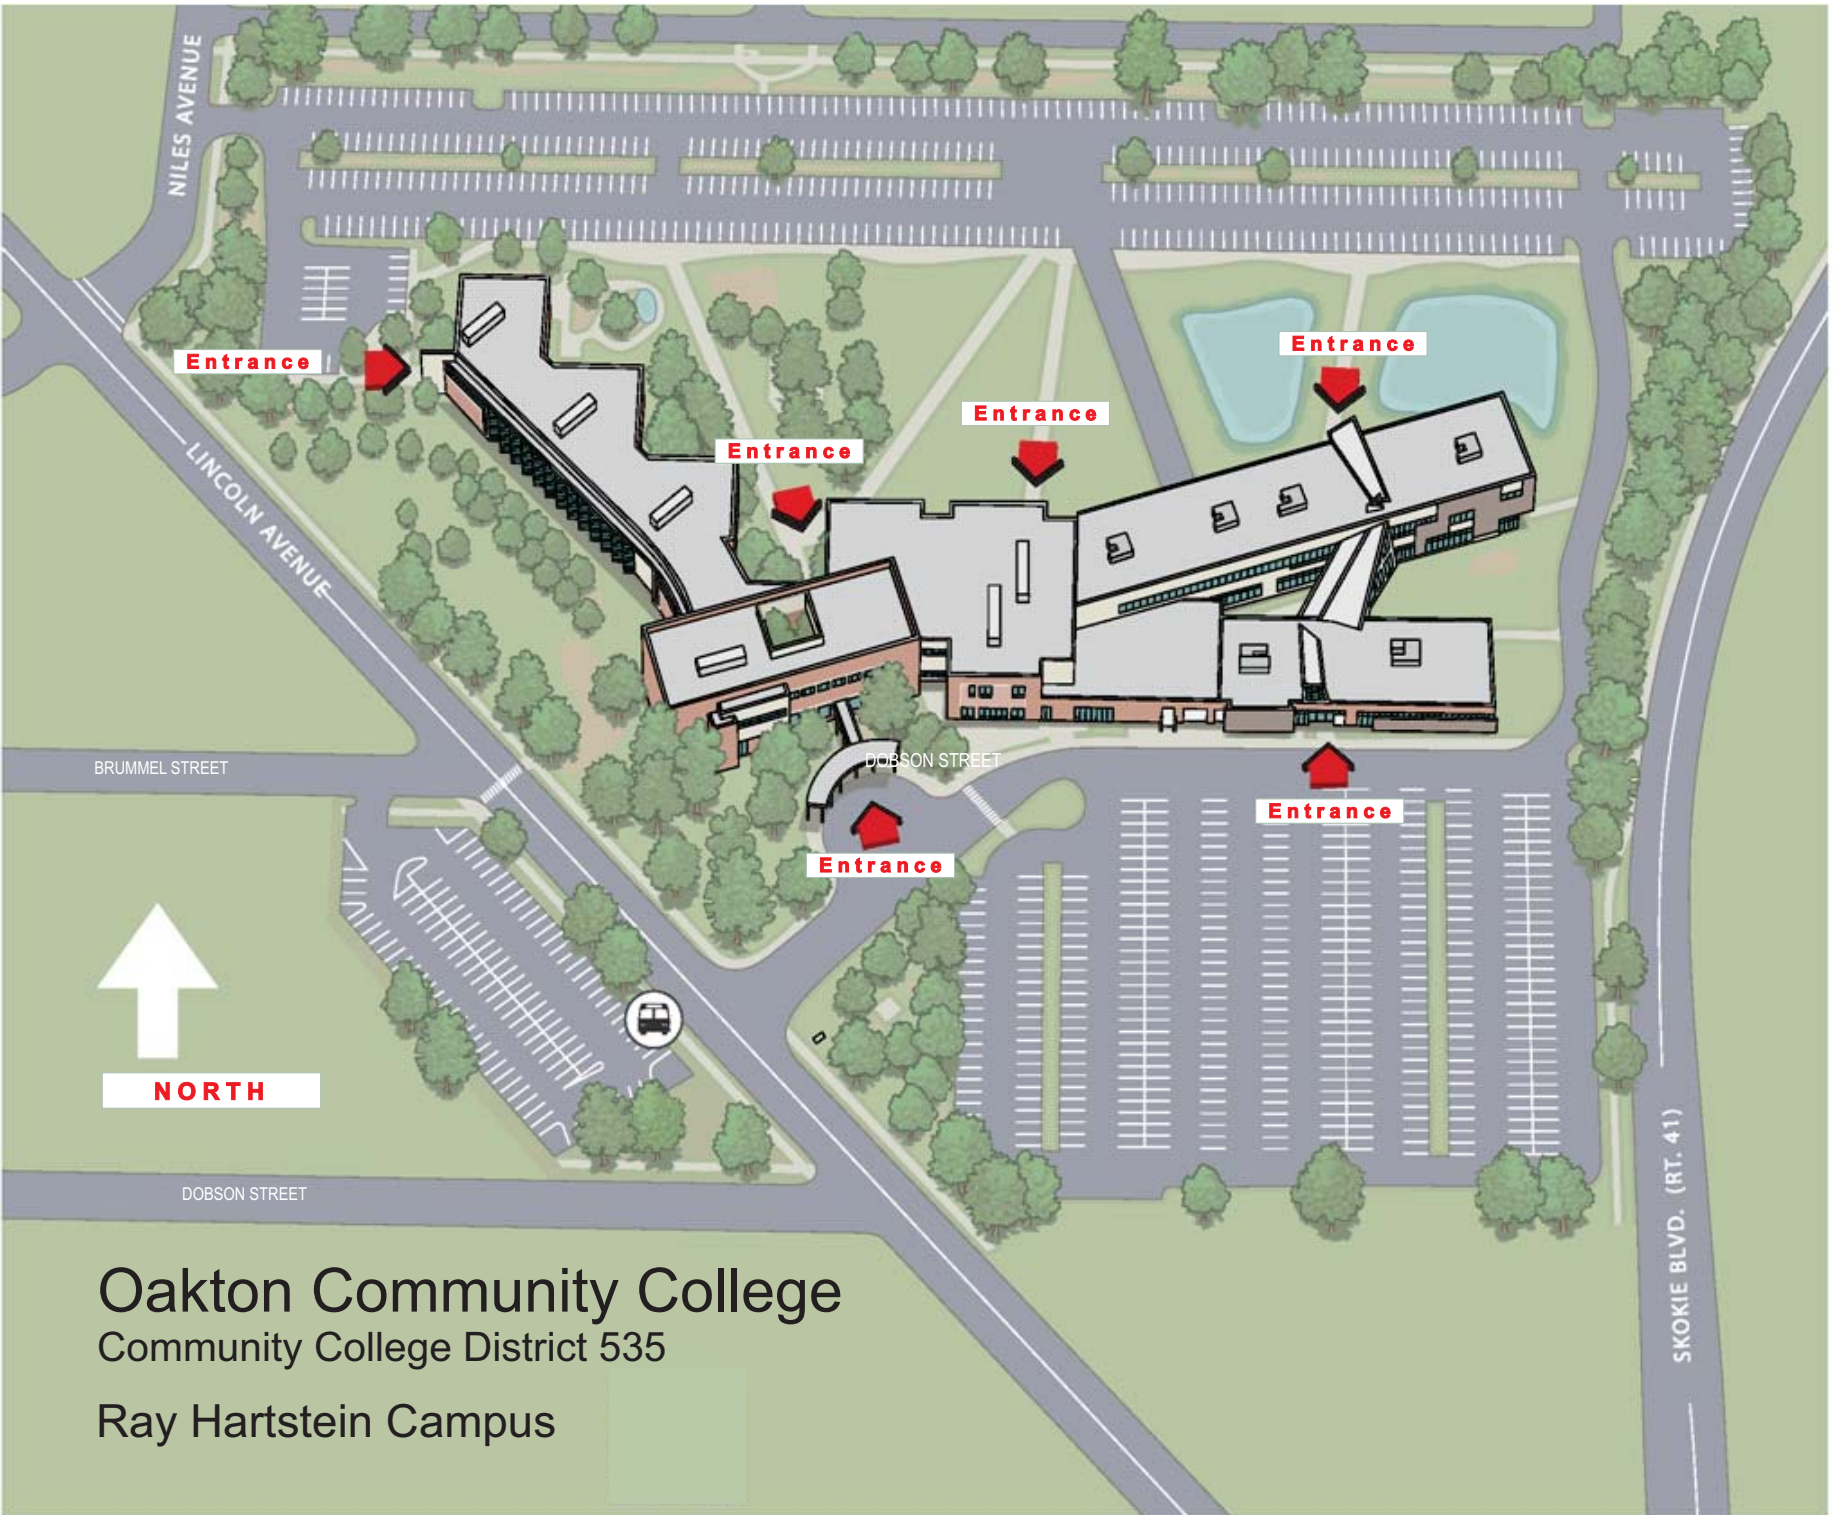 NILES AVENUE
Entrance
Entrance
Entrance
Entrance
LINCOLN AVENUE
DOBSON STREET
BRUMMEL STREET
Entrance
Entrance
NORTH
DOBSON STREET
SKOKIE BLVD. (RT. 41)
Oakton Community College
Community College District 535
Ray Hartstein Campus